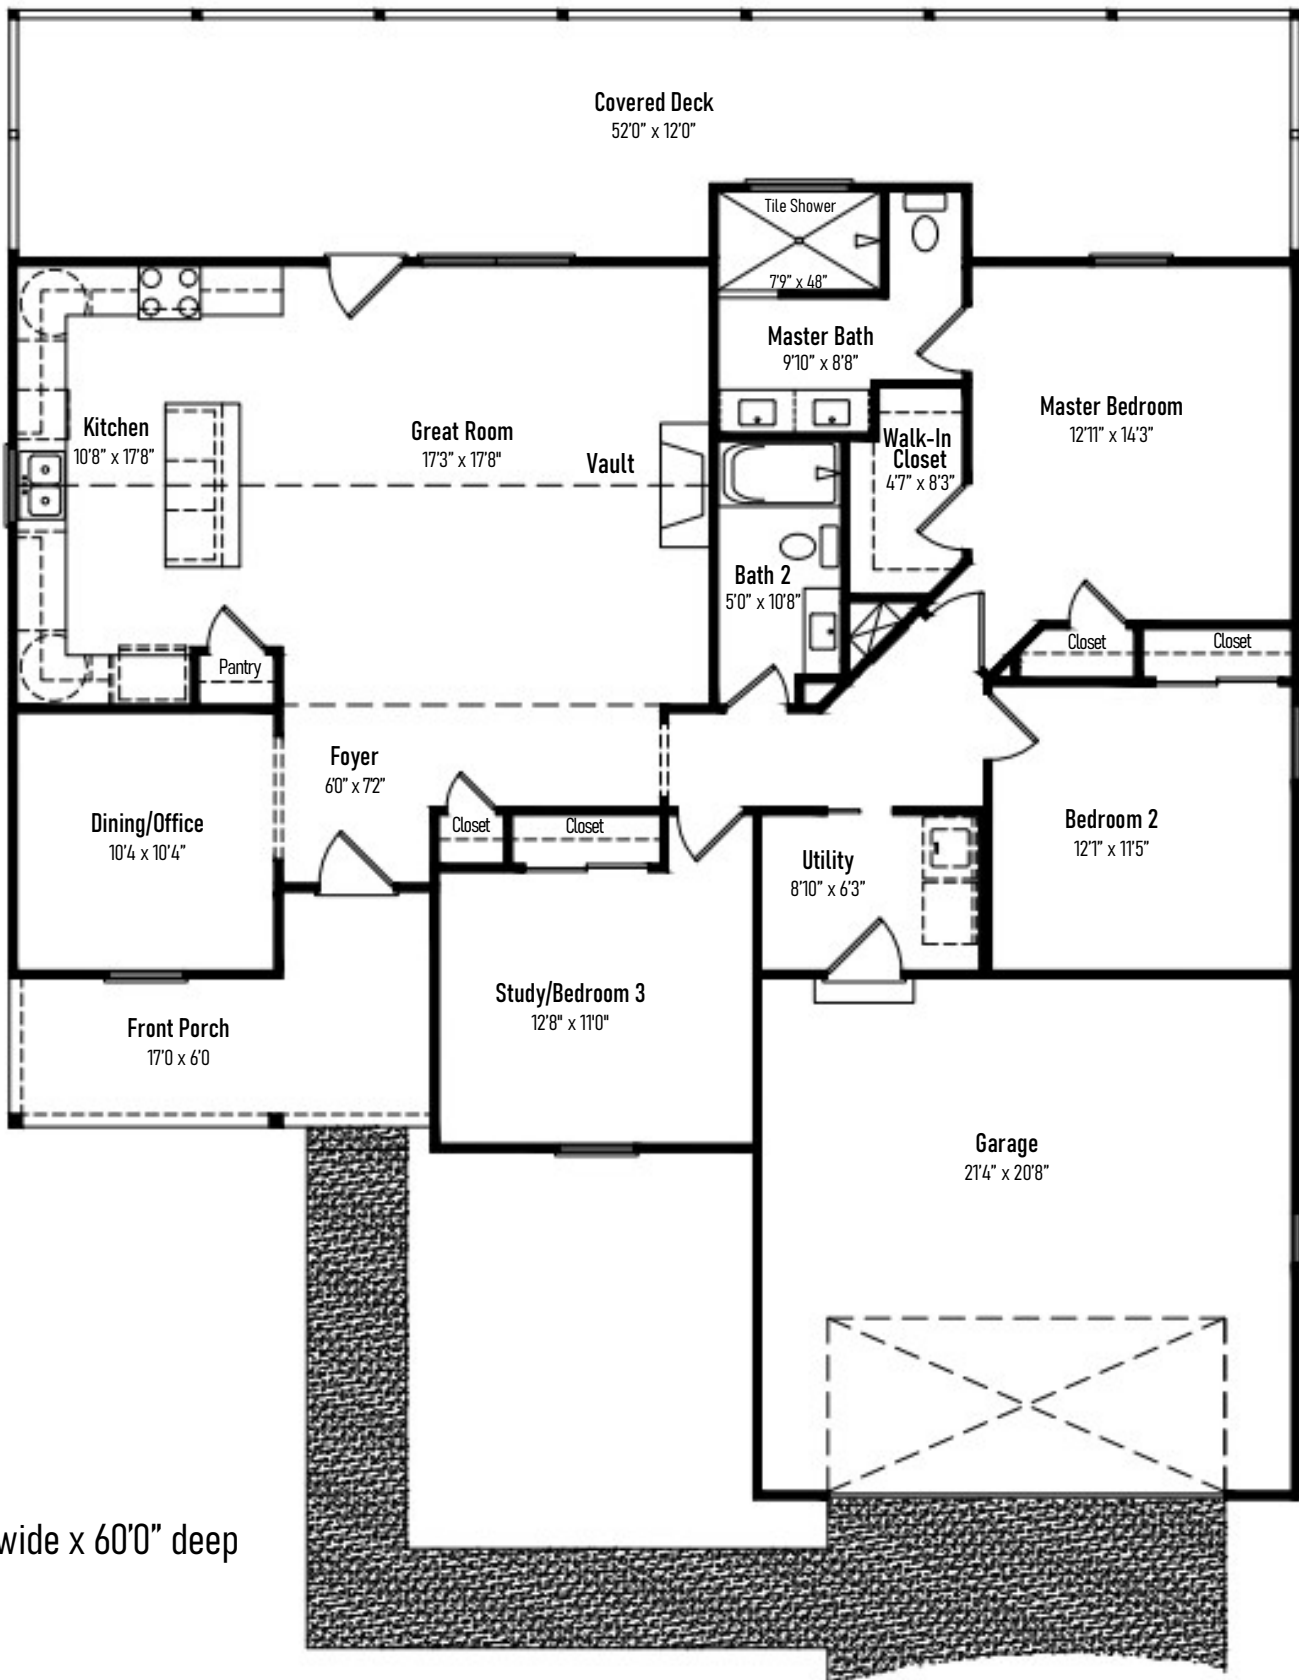 Covered Deck
52'0" x 12'0"
Tile Shower
7'9" x 48"
Master Bath
9'10" x 8'8"
Master Bedroom
12'11" x 14'3"
Kitchen
10'8" x 17'8"
Great Room
17'3" x 17'8"
Vault
Walk-In
Closet
4'7" x 8'3"
Bath 2
5'0" x 10'8"
Closet
Closet
Pantry
Foyer
6'0" x 7'2"
Dining/Office
10'4 x 10'4"
Closet
Closet
Utility
8'10" x 6'3"
Bedroom 2
12'1" x 11'5"
Study/Bedroom 3
12'8" x 11'0"
Front Porch
17'0 x 6'0
Garage
21'4" x 20'8"
wide x 60'0" deep